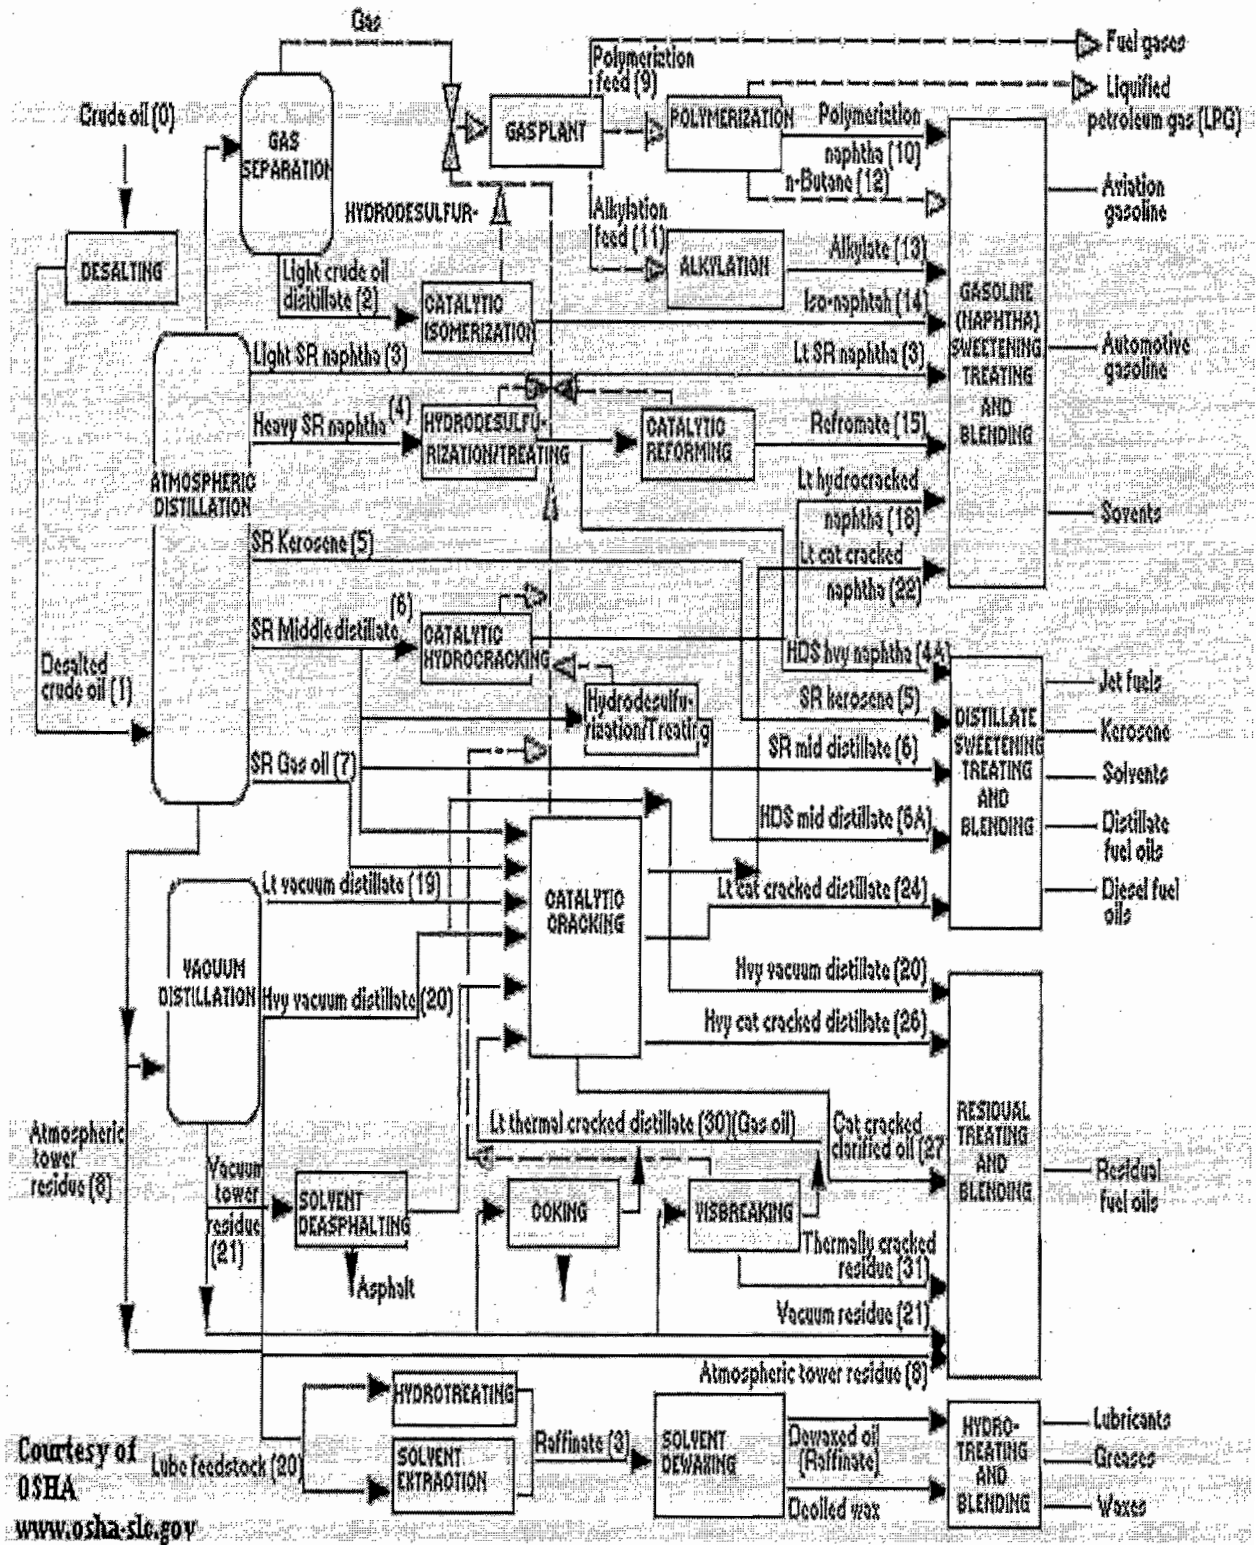 Gas
Fuel gases
Polymeriztion
feed (9)
Liquified
petroleum gas (LPG)
Crude oil (0)
GAS
SEPARATION
GAS PLANT
POLYMERIZATION
Polymeriztion
naphtha (10)
n-Butane (12)
Aviation
gasoline
HYDRODESULFUR-
Alkylation
feed (11)
DESALTING
Light crude oil
disitillate (2)
ALKYLATION
Alkylate (13)
CATALYTIC
ISOMERIZATION
Iso-naphtah (14)
GASOLINE
(NAPHTHA)
SWEETENING
TREATING
AND
BLENDING
Light SR naphtha (3)
Lt SR naphtha (3)
Automotive
gasoline
Heavy SR naphtha (4)
HYDRODESULFU-
RIZATION/TREATING
CATALYTIC
REFORMING
Refromate (15)
ATMOSPHERIC
DISTILLATION
Lt hydrocracked
naphtha (18)
Sovents
SR Kerosene (5)
Lt cat cracked
naphtha (22)
(6)
SR Middle distillate
CATALYTIC
HYDROCRACKING
HDS hvy naphtha (4A)
Desalted
crude oil (1)
Hydrodesulfu-
rization/Treating
SR kerosene (5)
Jet fuels
DISTILLATE
SWEETENING
TREATING
AND
BLENDING
Kerosene
SR Gas oil (7)
SR mid distillate (6)
Solvents
HDS mid distillate (6A)
Distillate
fuel oils
Lt vacuum distillate (19)
CATALYTIC
CRACKING
Lt cat cracked distillate (24)
Diesel fuel
oils
VACUUM
DISTILLATION
Hvy vacuum distillate (20)
Hvy vacuum distillate (20)
Hvy cat cracked distillate (26)
Atmospheric
tower
residue (8)
Lt thermal cracked distillate (30)(Gas oil)
Cat cracked
clarified oil (27
RESIDUAL
TREATING
AND
BLENDING
Vacuum
tower
residue
(21)
SOLVENT
DEASPHALTING
COKING
VISBREAKING
Residual
fuel oils
Thermally cracked
residue (31)
Asphalt
Vacuum residue (21)
Atmospheric tower residue (8)
HYDROTREATING
Courtesy of
OSHA
www.osha-slc.gov
Lube feedstock (20)
SOLVENT
EXTRACTION
Raffinate (3)
SOLVENT
DEWAXING
Dewaxed oil
(Raffinate)
Deoiled wax
HYDRO-
TREATING
AND
BLENDING
Lubricants
Greases
Waxes